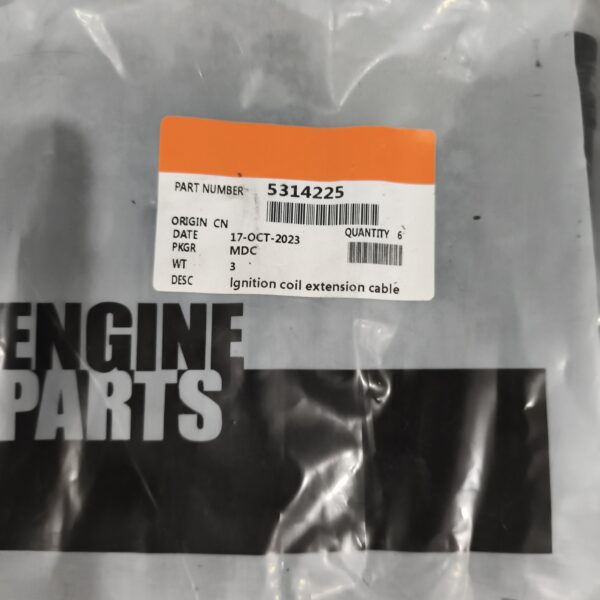 PART NUMBER 5314225
ORIGIN CN
DATE 17-OCT-2023 QUANTITY 6
PKGR MDC
WT 3
DESC Ignition coil extension cable
ENGINE
PARTS